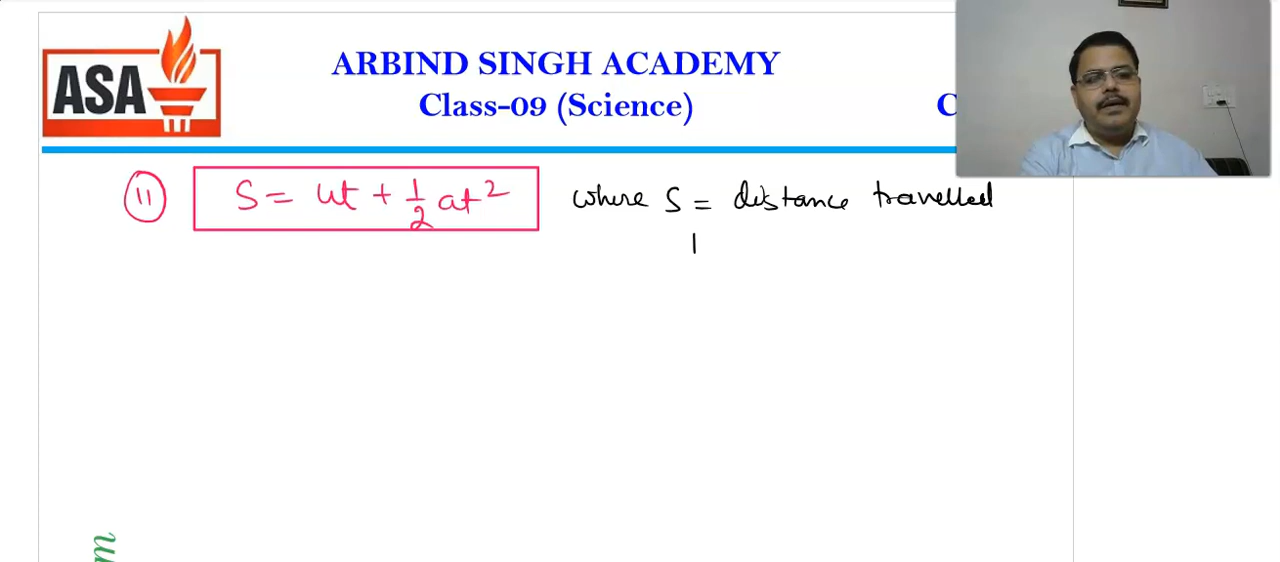 ASA
ARBIND SINGH ACADEMY
Class-09 (Science)
C
11 S = ut + 1/2 at² where S = distance travelled
m